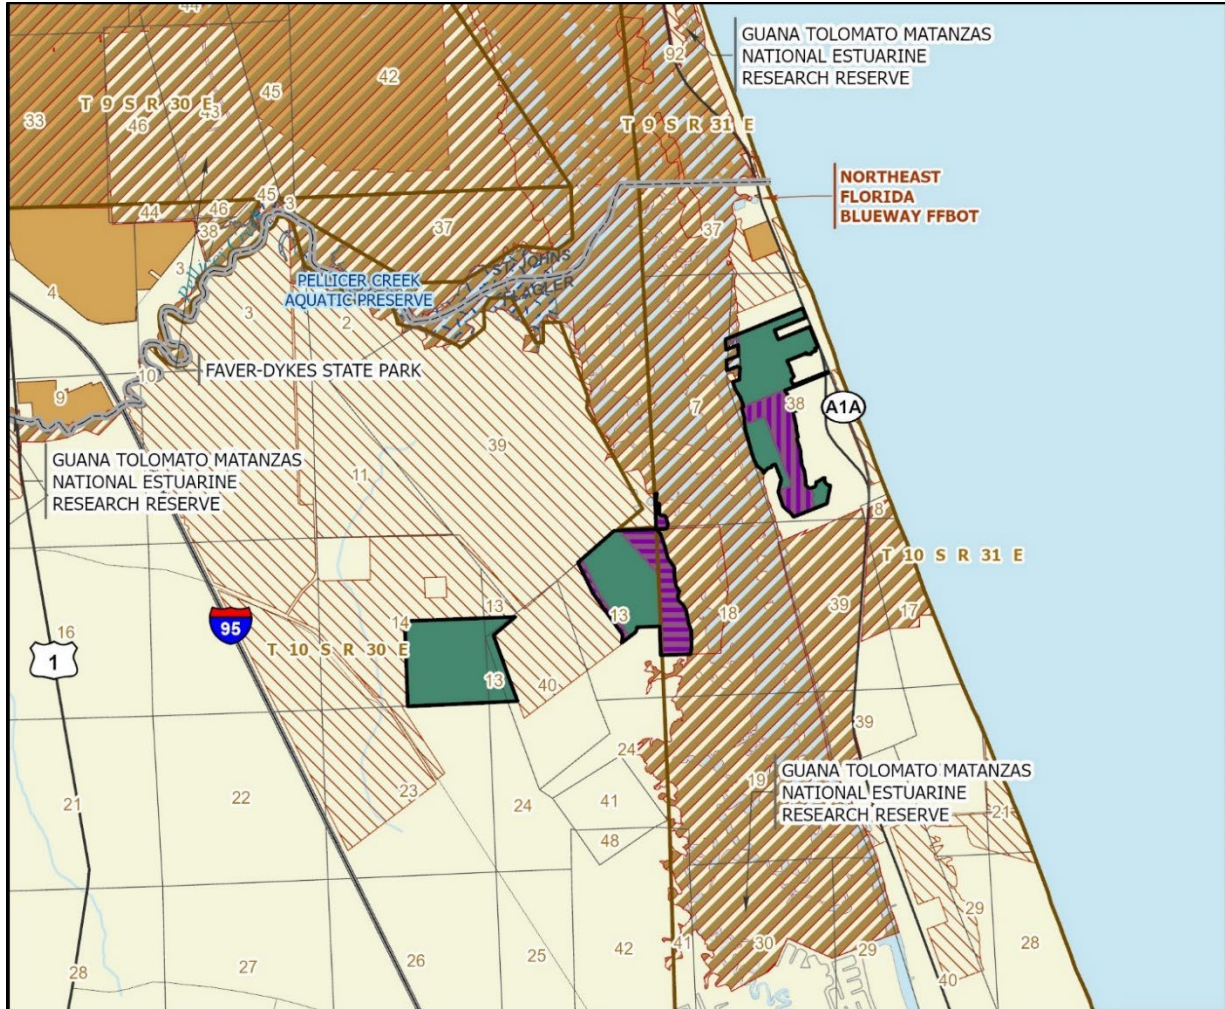 44
GUANA TOLOMATO MATANZAS
NATIONAL ESTUARINE
RESEARCH RESERVE
92
42
45
T 9 S R 30 E
43
33
46
T 9 S R 31 E
NORTHEAST
FLORIDA
BLUEWAY FFBOT
45
3
44
46
38
37
37
Pellicer Creek
ST. JOHNS
FLAGLER
PELLICER CREEK
AQUATIC PRESERVE
3
4
3
2
FAVER-DYKES STATE PARK
10
9
7
38
A1A
39
GUANA TOLOMATO MATANZAS
NATIONAL ESTUARINE
RESEARCH RESERVE
11
8
T 10 S R 31 E
13
13
18
39
17
16
95
14
1
T 10 S R 30 E
13
40
39
24
GUANA TOLOMATO MATANZAS
NATIONAL ESTUARINE
RESEARCH RESERVE
19
21
22
23
24
41
21
48
29
28
27
26
25
42
41
30
29
28
40